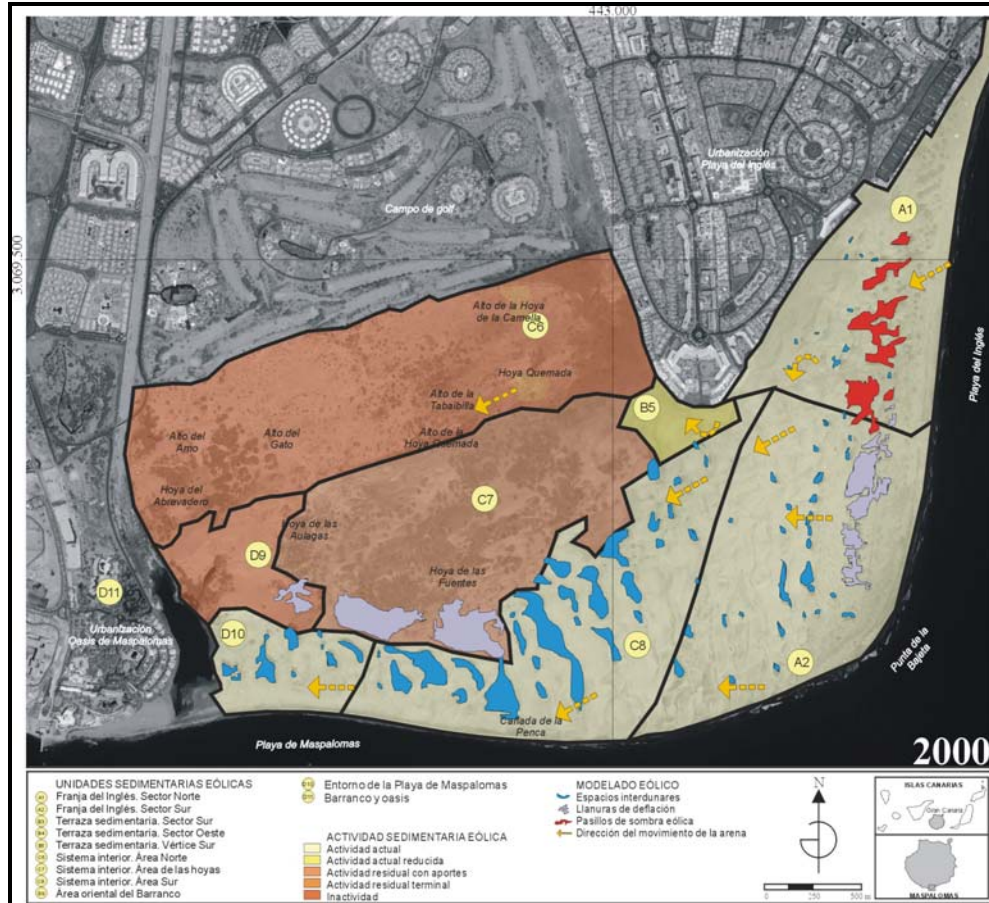 443.000
3.069.500
A1
Urbanización
Playa del Inglés
Campo de golf
Alto de la Hoya
de la Camella
C6
Hoya Quemada
Playa del Inglés
Alto de la
Tabaibilla
B5
Alto del
Amo
Alto del
Gato
Alto de la
Hoya Quemada
C7
Hoya del
Abrevadero
Hoya de las
Aulagas
D9
Hoya de las
Fuentes
D11
Urbanización
Oasis de Maspalomas
D10
C8
A2
Punta de la
Bajeta
Cañada de la
Penca
Playa de Maspalomas
2000
UNIDADES SEDIMENTARIAS EÓLICAS
A1 Franja del Inglés. Sector Norte
A2 Franja del Inglés. Sector Sur
Terraza sedimentaria. Sector Sur
B4 Terraza sedimentaria. Sector Oeste
Terraza sedimentaria. Vértice Sur
Sistema interior. Área Norte
C7 Sistema interior. Área de las hoyas
Sistema interior. Área Sur
Área oriental del Barranco
Entorno de la Playa de Maspalomas
Barranco y oasis
ACTIVIDAD SEDIMENTARIA EÓLICA
Actividad actual
Actividad actual reducida
Actividad residual con aportes
Actividad residual terminal
Inactividad
MODELADO EÓLICO
Espacios interdunares
Llanuras de deflación
Pasillos de sombra eólica
Dirección del movimiento de la arena
N
0 250 500 m
ISLAS CANARIAS
Gran Canaria
MASPALOMAS